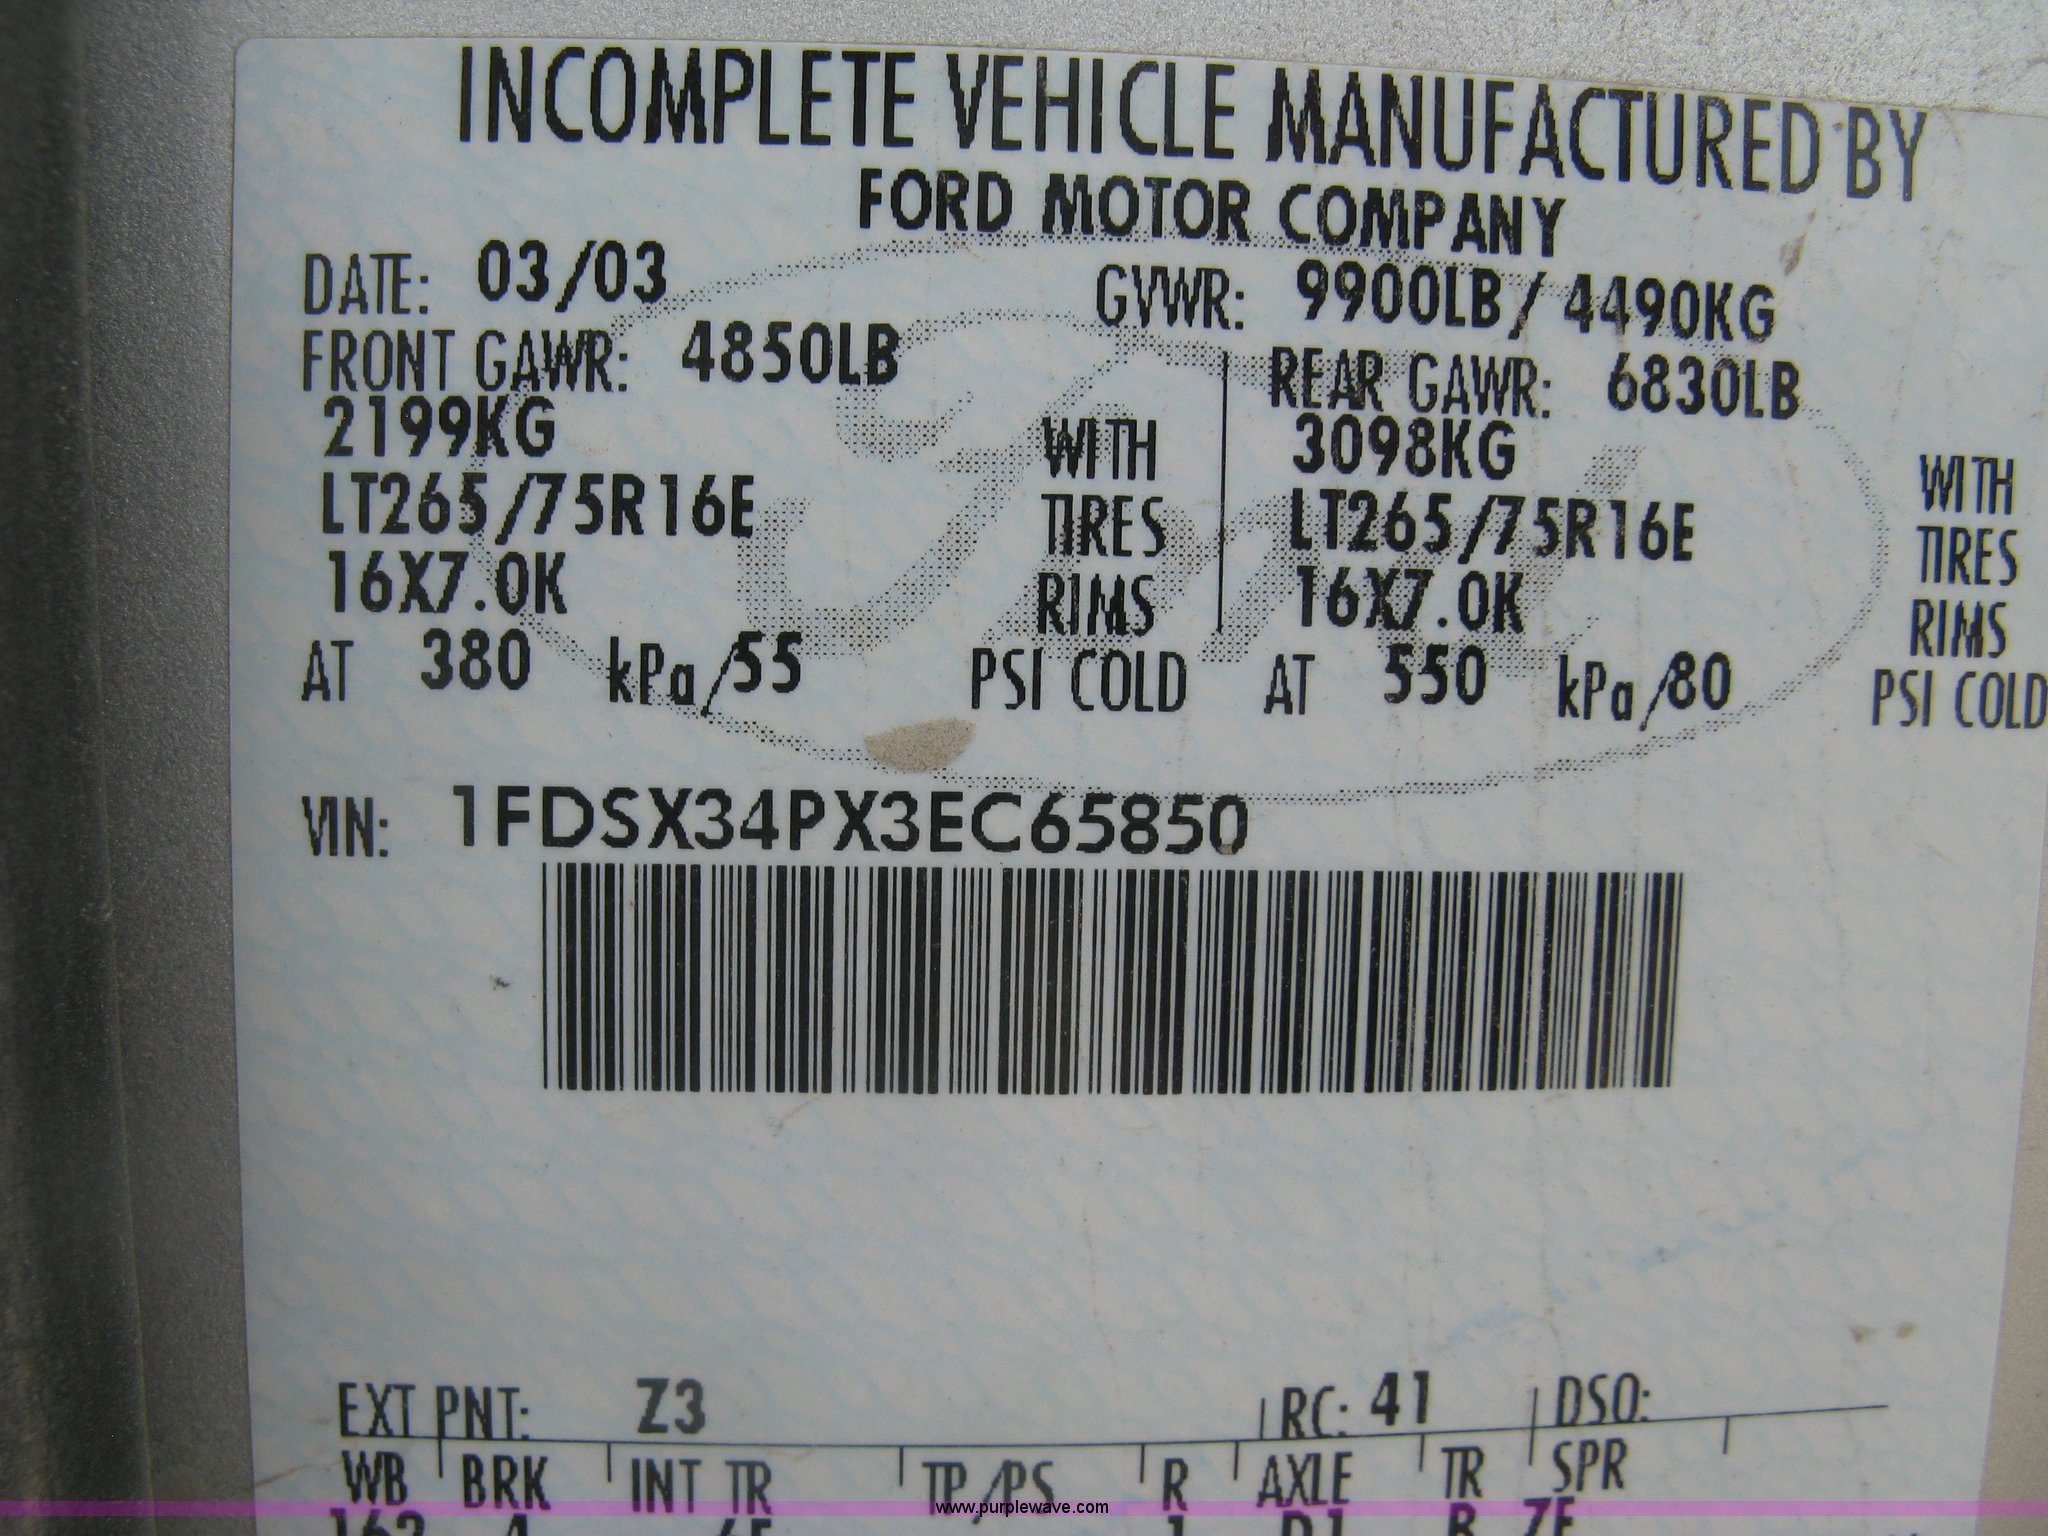 INCOMPLETE VEHICLE MANUFACTURED BY
FORD MOTOR COMPANY
DATE: 03/03 GVWR: 9900LB/4490KG
FRONT GAWR: 4850LB REAR GAWR: 6830LB
2199KG WITH 3098KG WITH
LT265/75R16E TIRES LT265/75R16E TIRES
16X7.0K RIMS 16X7.0K RIMS
AT 380 kPa/55 PSI COLD AT 550 kPa/80 PSI COLD
VIN: 1FDSX34PX3EC65850
EXT PNT: Z3 RC: 41 DSO:
WB BRK INT TR TP/PS R AXLE TR SPR
www.purplewave.com